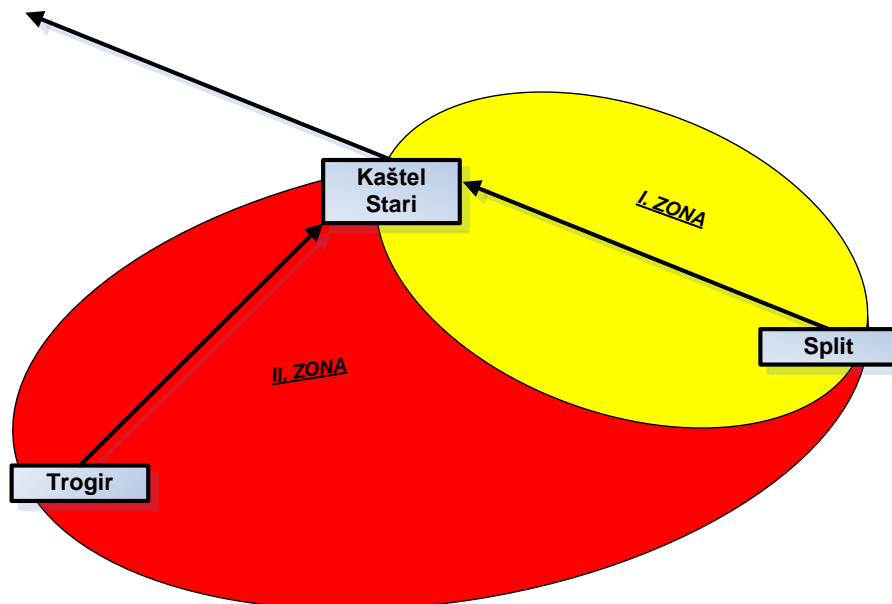 Kaštel
Stari
I. ZONA
Split
II. ZONA
Trogir